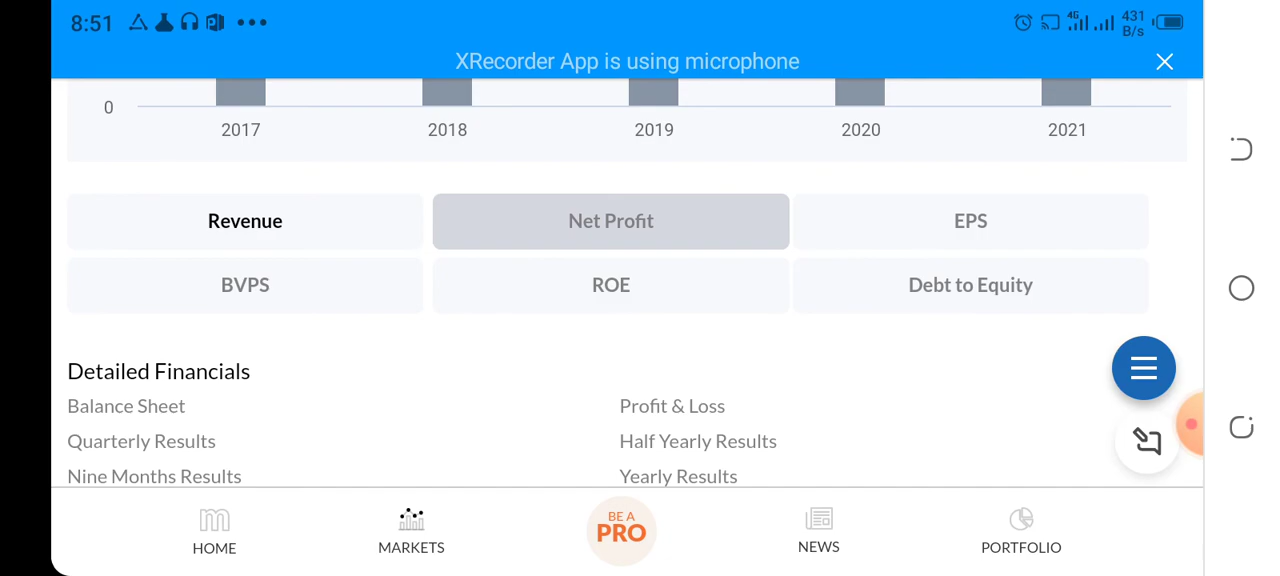 8:51 4G 431 B/s
XRecorder App is using microphone
0
2017 2018 2019 2020 2021
Revenue Net Profit EPS
BVPS ROE Debt to Equity
Detailed Financials
Balance Sheet Profit & Loss
Quarterly Results Half Yearly Results
Nine Months Results Yearly Results
BE A
PRO
HOME MARKETS NEWS PORTFOLIO